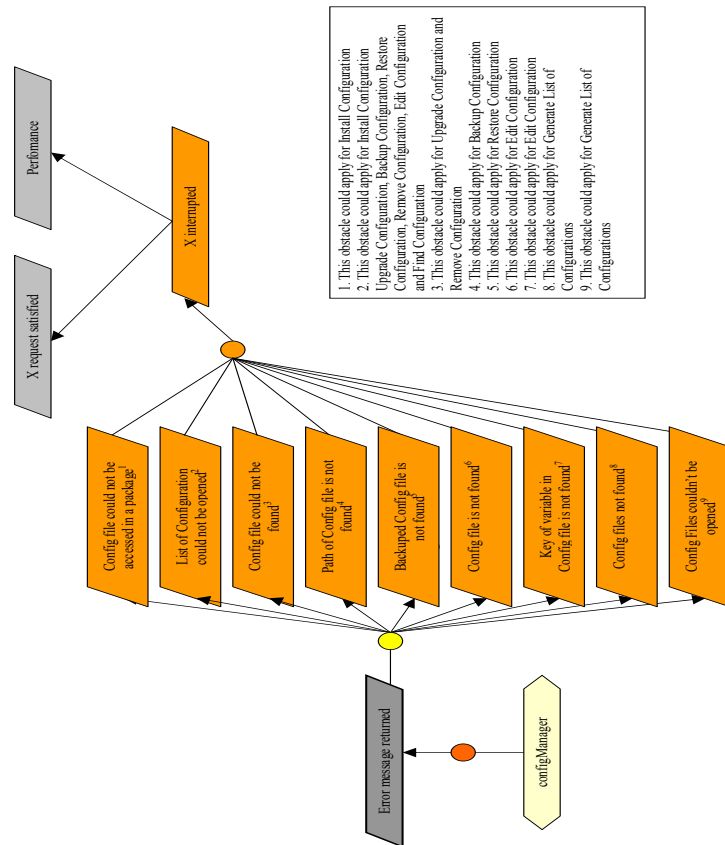 Perfomance
X request satisfied
X interrupted
Config file could not be
accessed in a package1
List of Configuration
could not be opened2
Config file could not be
found3
Path of Config file is not
found4
Backuped Config file is
not found5
Config file is not found6
Key of variable in
Config file is not found7
Config files not found8
Config Files couldn't be
opened9
Error message returned
configManager
1. This obstacle could apply for Install Configuration
2. This obstacle could apply for Install Configuration
Upgrade Configuration, Backup Configuration, Restore
Configuration, Remove Configuration, Edit Configuration
and Find Configuration
3. This obstacle could apply for Upgrade Configuration and
Remove Configuration
4. This obstacle could apply for Backup Configuration
5. This obstacle could apply for Restore Configuration
6. This obstacle could apply for Edit Configuration
7. This obstacle could apply for Edit Configuration
8. This obstacle could apply for Generate List of
Configurations
9. This obstacle could apply for Generate List of
Configurations